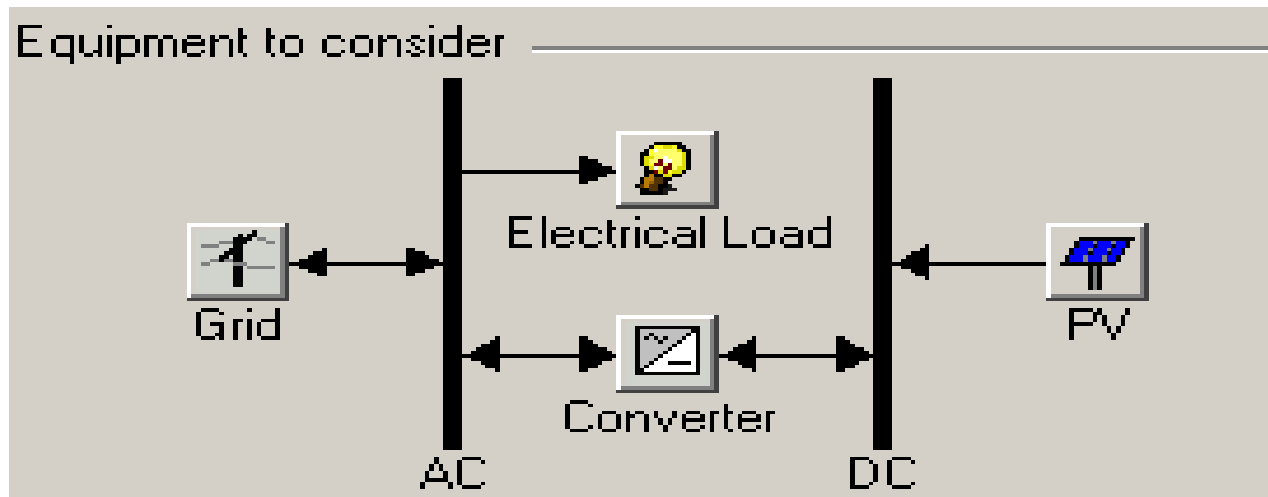 Equipment to consider
Electrical Load
Grid
PV
Converter
AC
DC